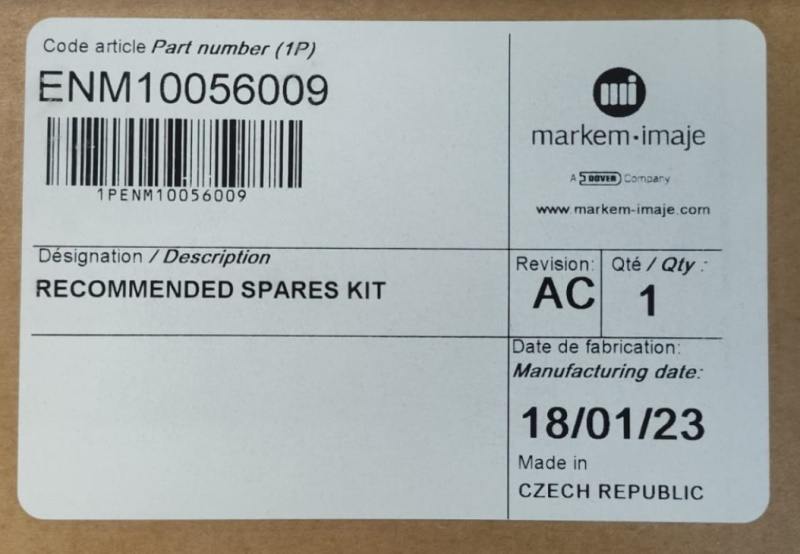 Code article Part number (1P)
ENM10056009
1PENM10056009
mi
markem·imaje
A DOVER Company
www.markem-imaje.com
Désignation / Description
RECOMMENDED SPARES KIT
Revision:
AC
Qté / Qty :
1
Date de fabrication:
Manufacturing date:
18/01/23
Made in
CZECH REPUBLIC